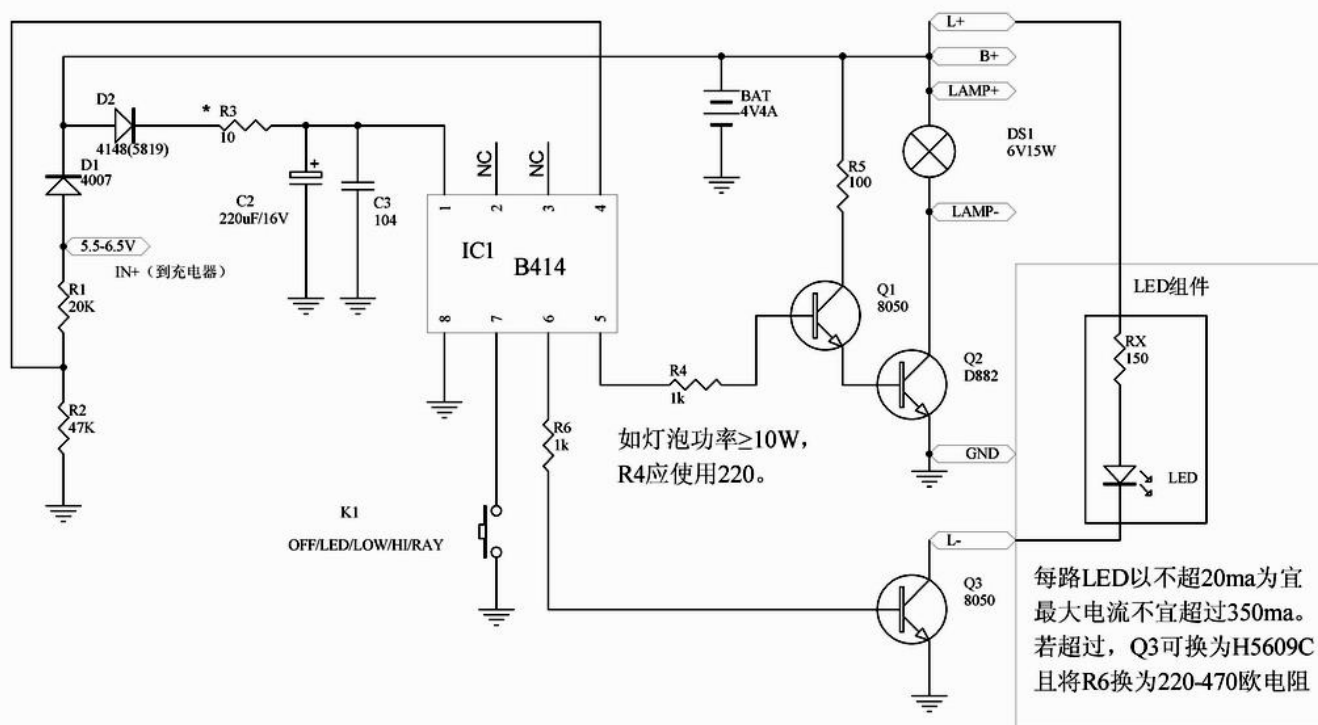 L+
B+
LAMP+
D2
4148(5819)
* R3
10
BAT
4V4A
DS1
6V15W
D1
4007
R5
100
C2
220uF/16V
+
C3
104
NC
NC
1
2
3
4
IC1
B414
8
7
6
5
LAMP-
5.5-6.5V
IN+（到充电器）
R1
20K
Q1
8050
LED组件
RX
150
R4
1k
Q2
D882
R2
47K
R6
1k
如灯泡功率≥10W，
R4应使用220。
GND
LED
K1
OFF/LED/LOW/HI/RAY
L-
Q3
8050
每路LED以不超20ma为宜
最大电流不宜超过350ma。
若超过，Q3可换为H5609C
且将R6换为220-470欧电阻